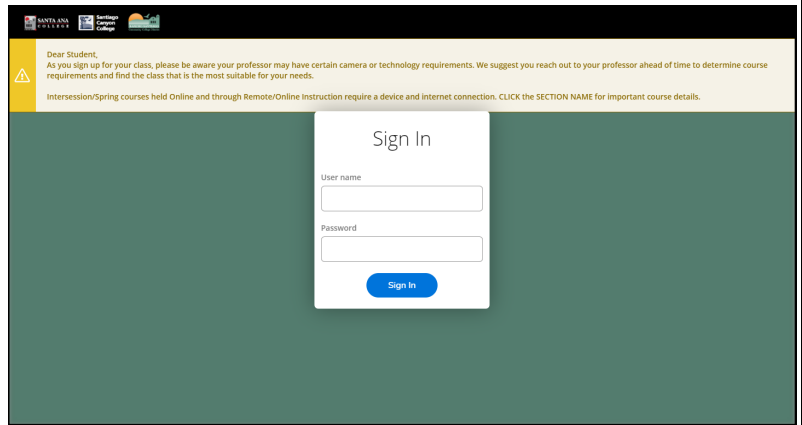 SANTA ANA
COLLEGE
Santiago
Canyon
College
Dear Student,
As you sign up for your class, please be aware your professor may have certain camera or technology requirements. We suggest you reach out to your professor ahead of time to determine course
requirements and find the class that is the most suitable for your needs.
Intersession/Spring courses held Online and through Remote/Online Instruction require a device and internet connection. CLICK the SECTION NAME for important course details.
Sign In
User name
Password
Sign In